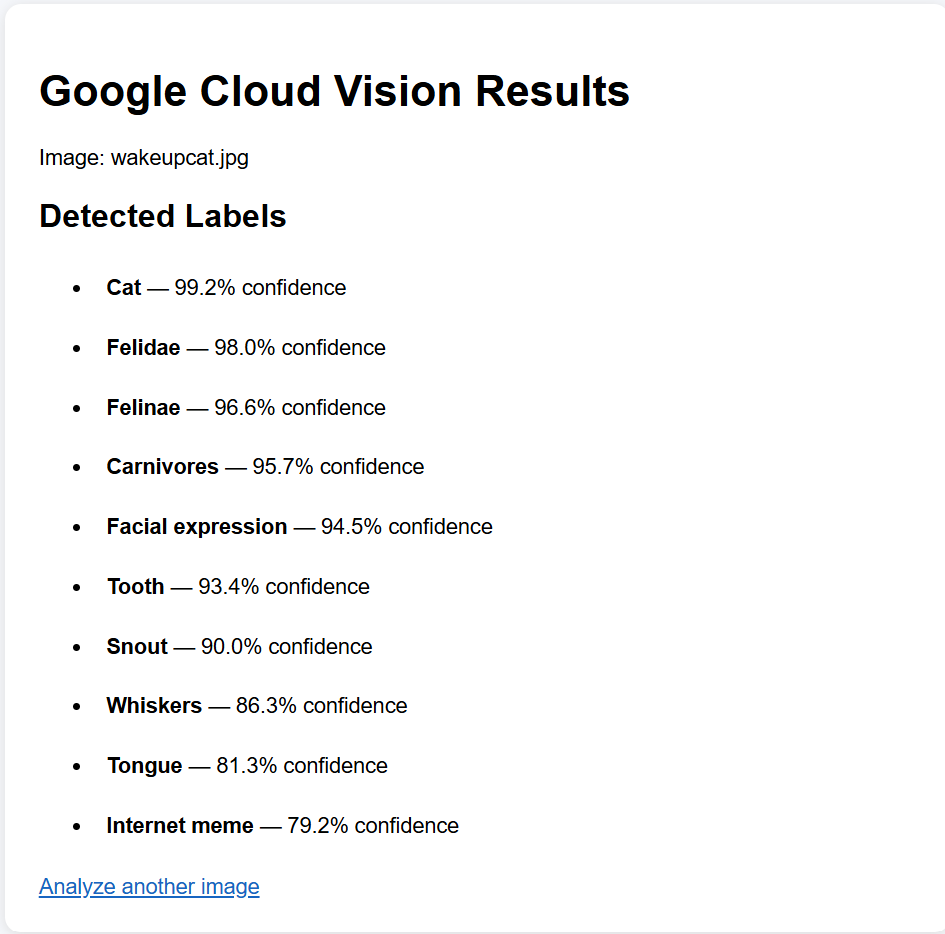 Google Cloud Vision Results
Image: wakeupcat.jpg
Detected Labels
• Cat — 99.2% confidence
• Felidae — 98.0% confidence
• Felinae — 96.6% confidence
• Carnivores — 95.7% confidence
• Facial expression — 94.5% confidence
• Tooth — 93.4% confidence
• Snout — 90.0% confidence
• Whiskers — 86.3% confidence
• Tongue — 81.3% confidence
• Internet meme — 79.2% confidence
Analyze another image